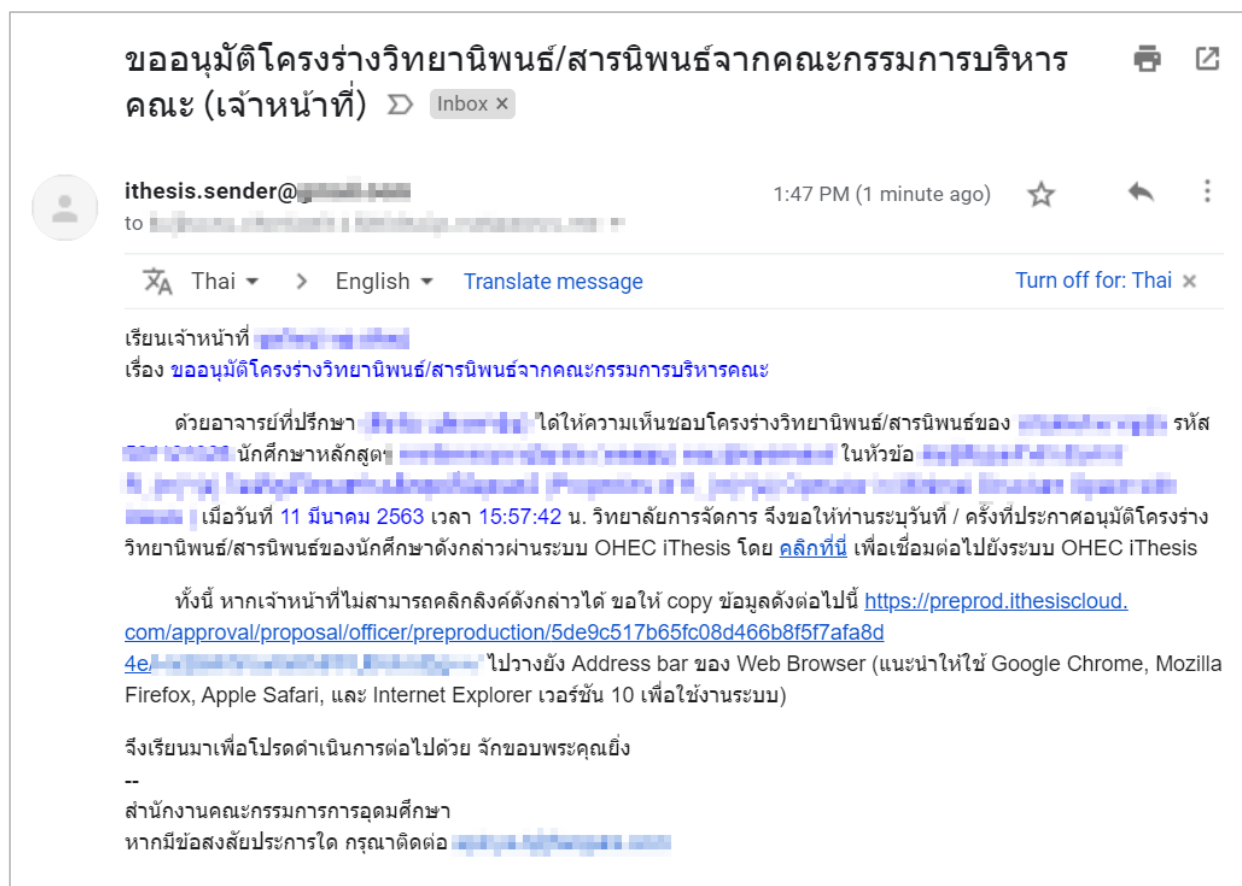 ขออนุมัติโครงร่างวิทยานิพนธ์/สารนิพนธ์จากคณะกรรมการบริหาร
คณะ (เจ้าหน้าที่) Inbox ×
ithesis.sender@ 1:47 PM (1 minute ago)
to
Thai > English Translate message Turn off for: Thai ×
เรียนเจ้าหน้าที่
เรื่อง ขออนุมัติโครงร่างวิทยานิพนธ์/สารนิพนธ์จากคณะกรรมการบริหารคณะ
ด้วยอาจารย์ที่ปรึกษา ได้ให้ความเห็นชอบโครงร่างวิทยานิพนธ์/สารนิพนธ์ของ รหัส
นักศึกษาหลักสูตร ในหัวข้อ
เมื่อวันที่ 11 มีนาคม 2563 เวลา 15:57:42 น. วิทยาลัยการจัดการ จึงขอให้ท่านระบุวันที่ / ครั้งที่ประกาศอนุมัติโครงร่าง
วิทยานิพนธ์/สารนิพนธ์ของนักศึกษาดังกล่าวผ่านระบบ OHEC iThesis โดย คลิกที่นี่ เพื่อเชื่อมต่อไปยังระบบ OHEC iThesis
ทั้งนี้ หากเจ้าหน้าที่ไม่สามารถคลิกลิงค์ดังกล่าวได้ ขอให้ copy ข้อมูลดังต่อไปนี้ https://preprod.ithesiscloud.
com/approval/proposal/officer/preproduction/5de9c517b65fc08d466b8f5f7afa8d
4e/ ไปวางยัง Address bar ของ Web Browser (แนะนำให้ใช้ Google Chrome, Mozilla
Firefox, Apple Safari, และ Internet Explorer เวอร์ชัน 10 เพื่อใช้งานระบบ)
จึงเรียนมาเพื่อโปรดดำเนินการต่อไปด้วย จักขอบพระคุณยิ่ง
--
สำนักงานคณะกรรมการการอุดมศึกษา
หากมีข้อสงสัยประการใด กรุณาติดต่อ